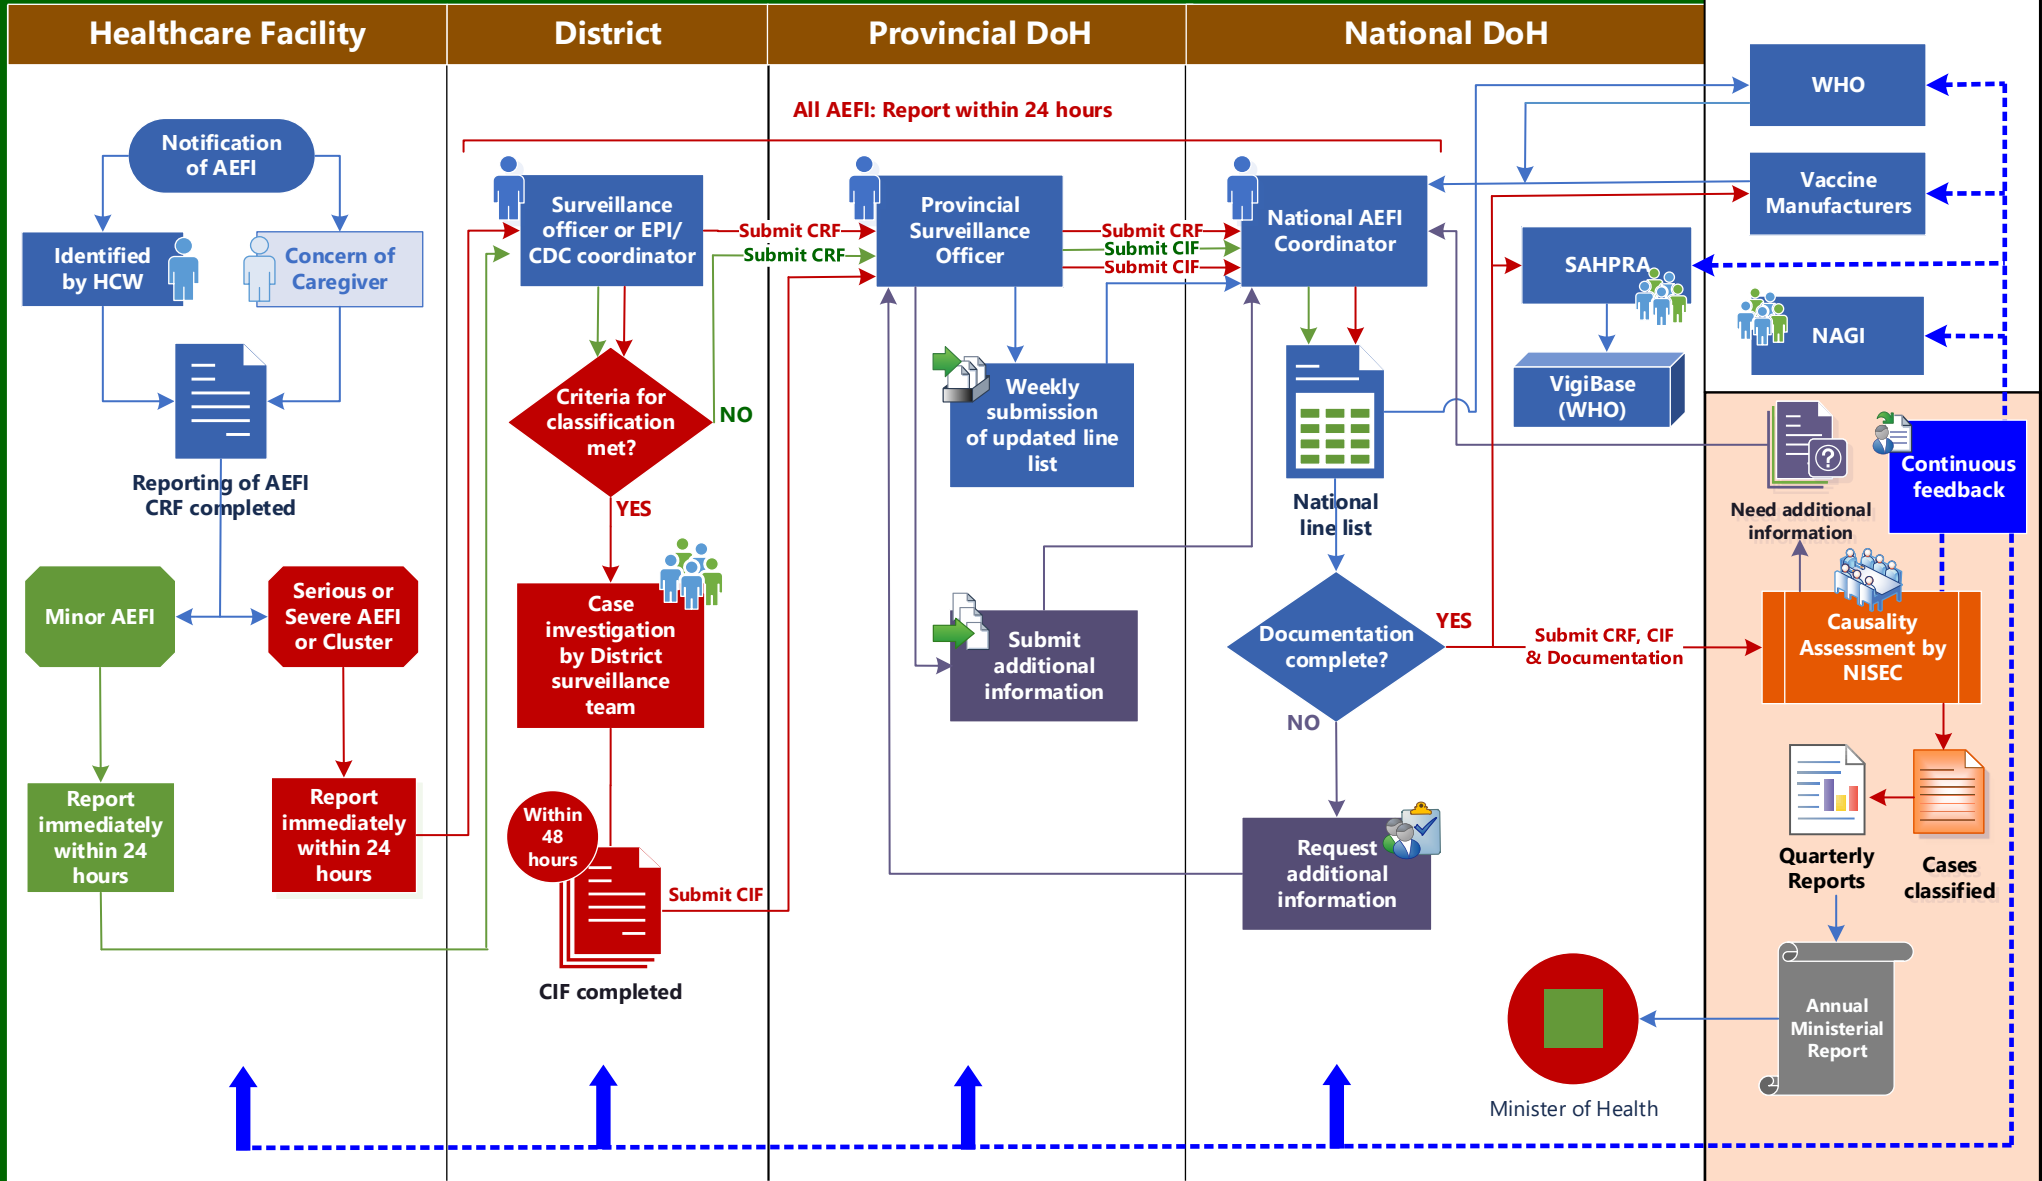 Healthcare Facility
District
Provincial DoH
National DoH
All AEFI: Report within 24 hours
Notification
of AEFI
Identified
by HCW
Concern of
Caregiver
Reporting of AEFI
CRF completed
Minor AEFI
Serious or
Severe AEFI
or Cluster
Report
immediately
within 24
hours
Report
immediately
within 24
hours
Surveillance
officer or EPI/
CDC coordinator
Submit CRF
Submit CRF
Criteria for
classification
met?
NO
YES
Case
investigation
by District
surveillance
team
Within
48
hours
Submit CIF
CIF completed
Provincial
Surveillance
Officer
Submit CRF
Submit CIF
Submit CIF
Weekly
submission
of updated line
list
Submit
additional
information
National AEFI
Coordinator
National
line list
Documentation
complete?
YES
NO
Submit CRF, CIF
& Documentation
Request
additional
information
WHO
Vaccine
Manufacturers
SAHPRA
NAGI
VigiBase
(WHO)
Continuous
feedback
Need additional
information
Causality
Assessment by
NISEC
Quarterly
Reports
Cases
classified
Annual
Ministerial
Report
Minister of Health